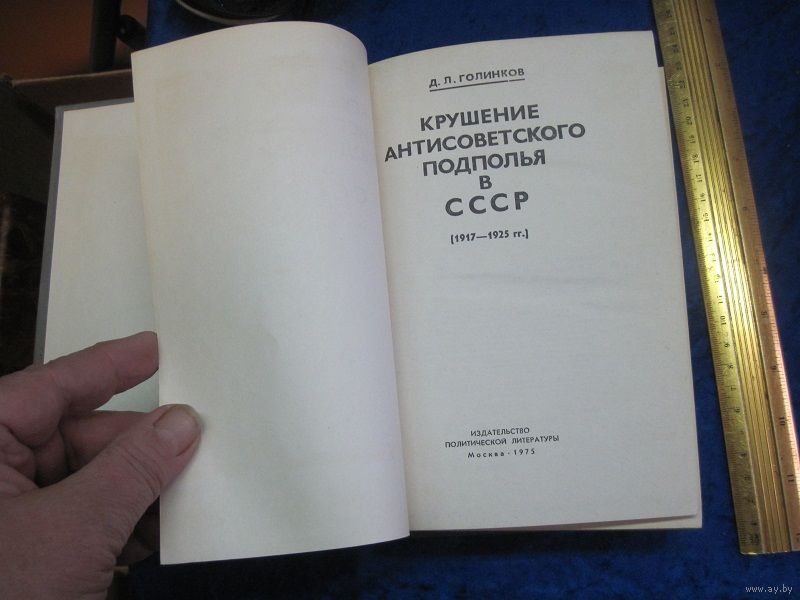 Д. Л. ГОЛИНКОВ
КРУШЕНИЕ
АНТИСОВЕТСКОГО
ПОДПОЛЬЯ
В
СССР
[1917—1925 гг.]
ИЗДАТЕЛЬСТВО
ПОЛИТИЧЕСКОЙ ЛИТЕРАТУРЫ
Москва - 1975
www.ay.by